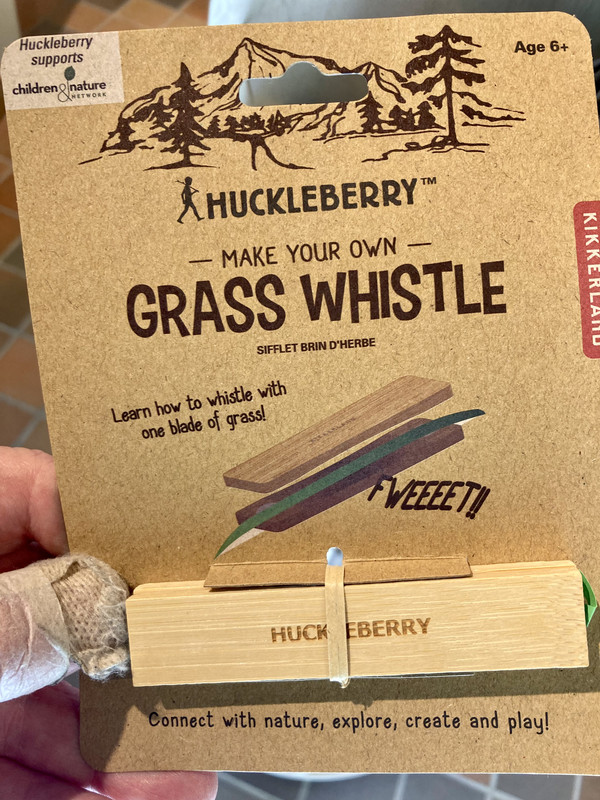 Huckleberry
supports
children & nature
NETWORK
Age 6+
HUCKLEBERRY™
KIKKERLAND
— MAKE YOUR OWN —
GRASS WHISTLE
SIFFLET BRIN D'HERBE
Learn how to whistle with
one blade of grass!
FWEEEET!!
HUCKLEBERRY
Connect with nature, explore, create and play!